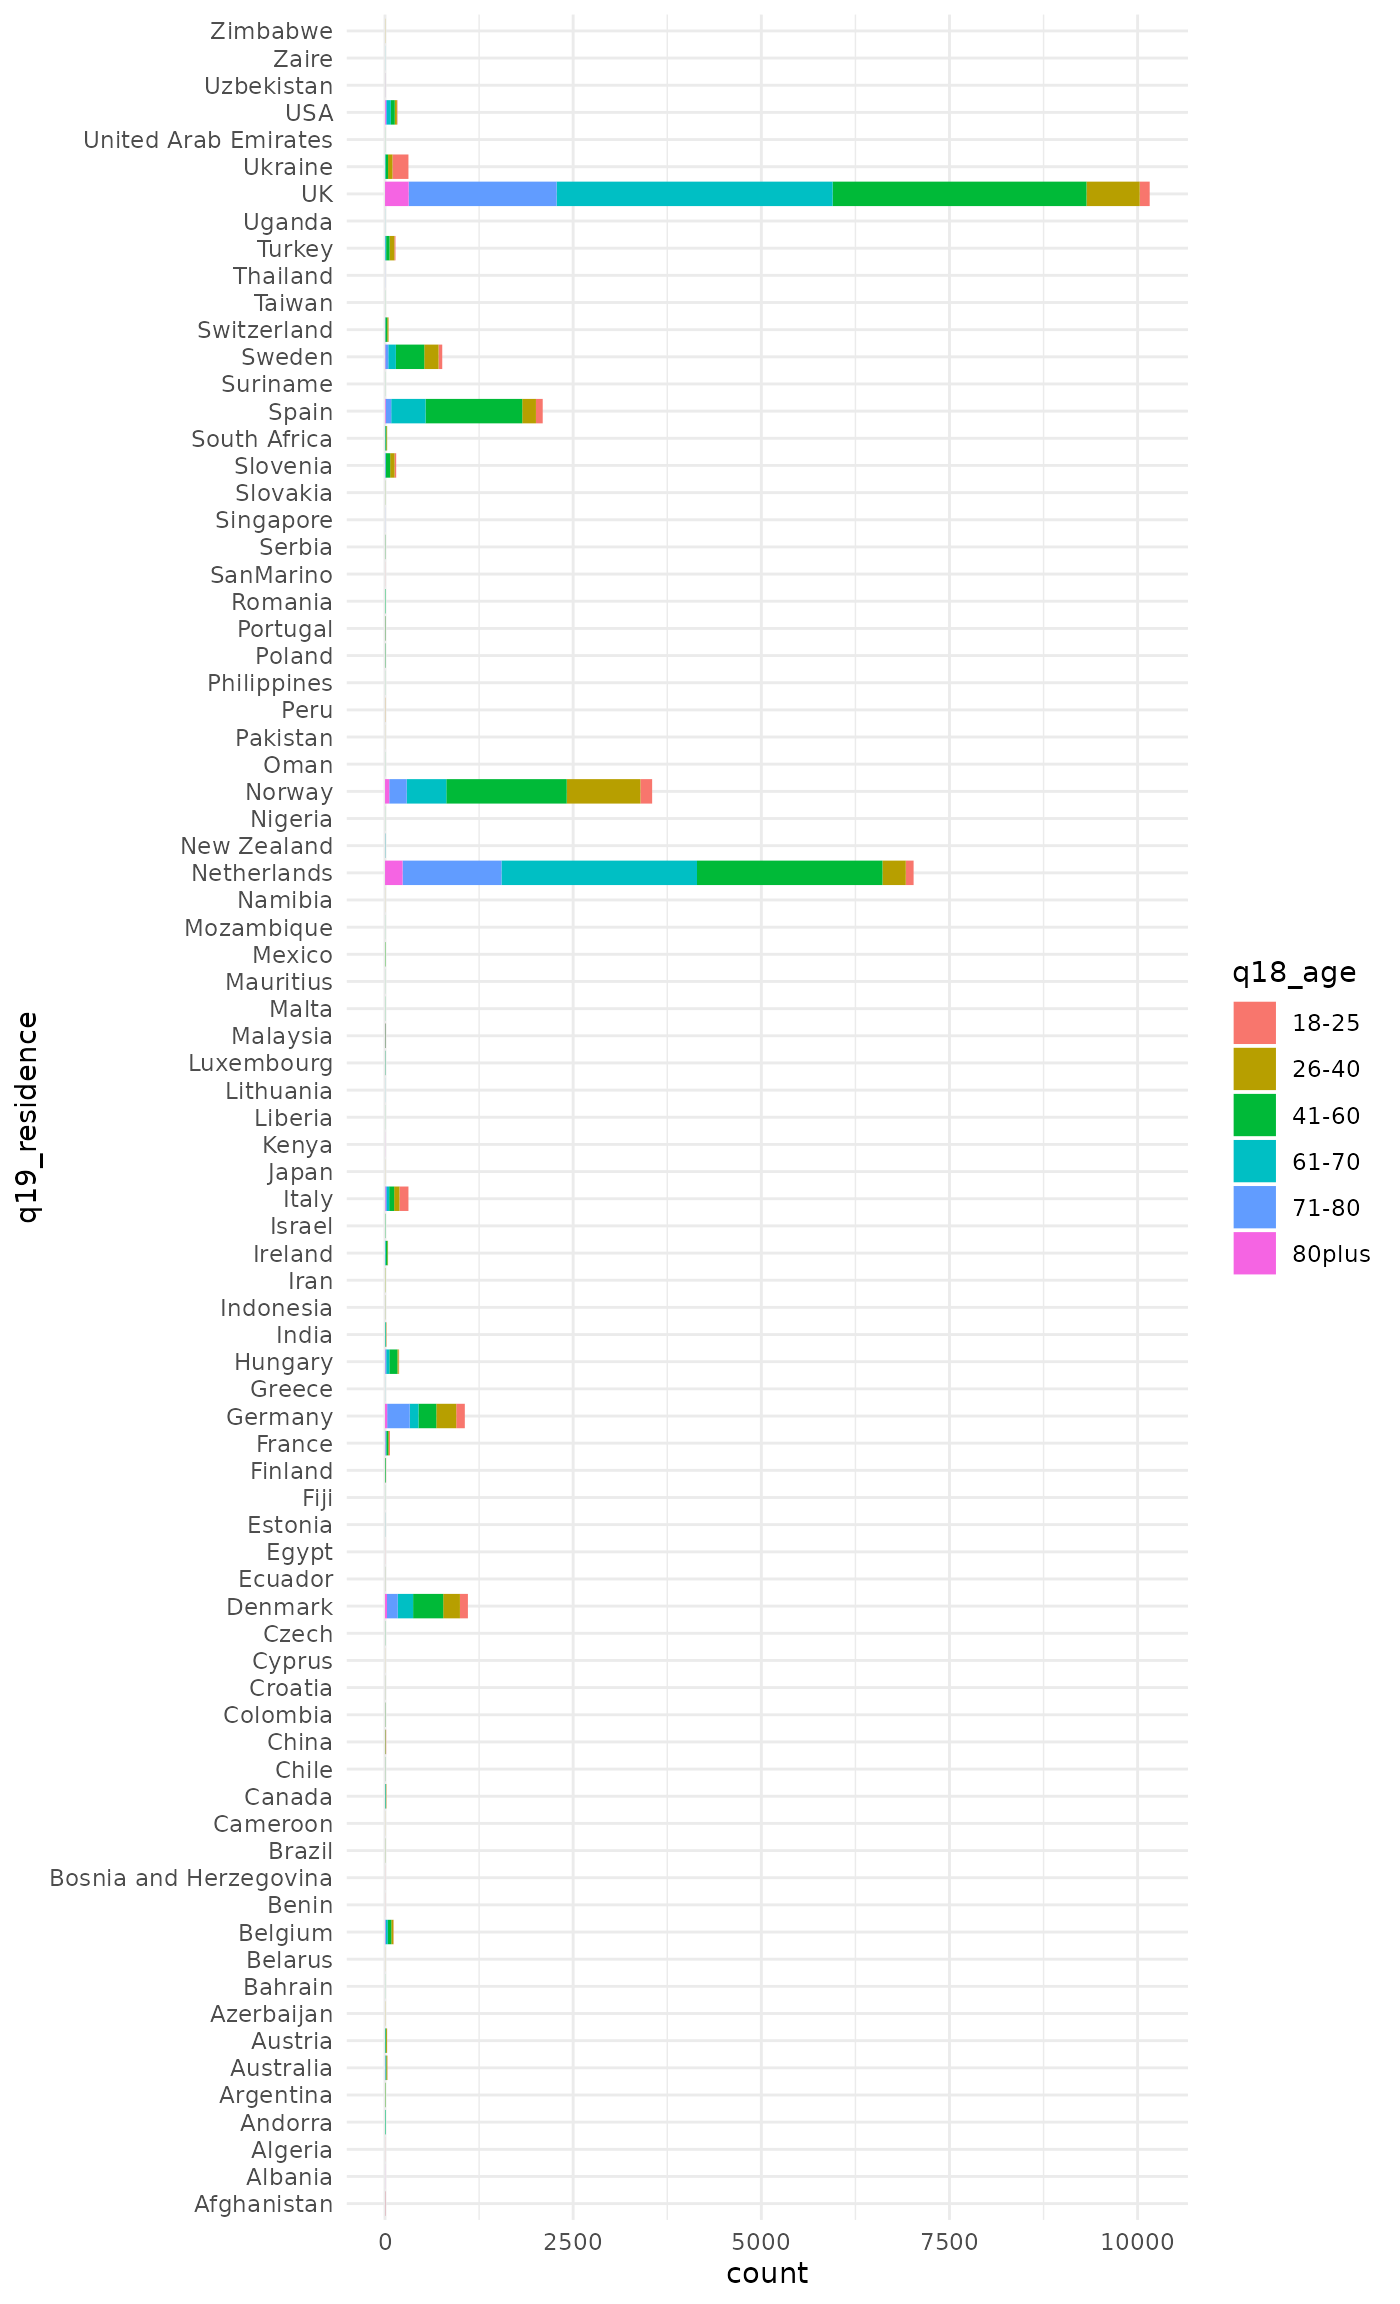 Zimbabwe
Zaire
Uzbekistan
USA
United Arab Emirates
Ukraine
UK
Uganda
Turkey
Thailand
Taiwan
Switzerland
Sweden
Suriname
Spain
South Africa
Slovenia
Slovakia
Singapore
Serbia
SanMarino
Romania
Portugal
Poland
Philippines
Peru
Pakistan
Oman
Norway
Nigeria
New Zealand
Netherlands
Namibia
Mozambique
Mexico
Mauritius
Malta
Malaysia
Luxembourg
Lithuania
Liberia
Kenya
Japan
Italy
Israel
Ireland
Iran
Indonesia
India
Hungary
Greece
Germany
France
Finland
Fiji
Estonia
Egypt
Ecuador
Denmark
Czech
Cyprus
Croatia
Colombia
China
Chile
Canada
Cameroon
Brazil
Bosnia and Herzegovina
Benin
Belgium
Belarus
Bahrain
Azerbaijan
Austria
Australia
Argentina
Andorra
Algeria
Albania
Afghanistan
q19_residence
0 2500 5000 7500 10000
count
q18_age
18-25
26-40
41-60
61-70
71-80
80plus